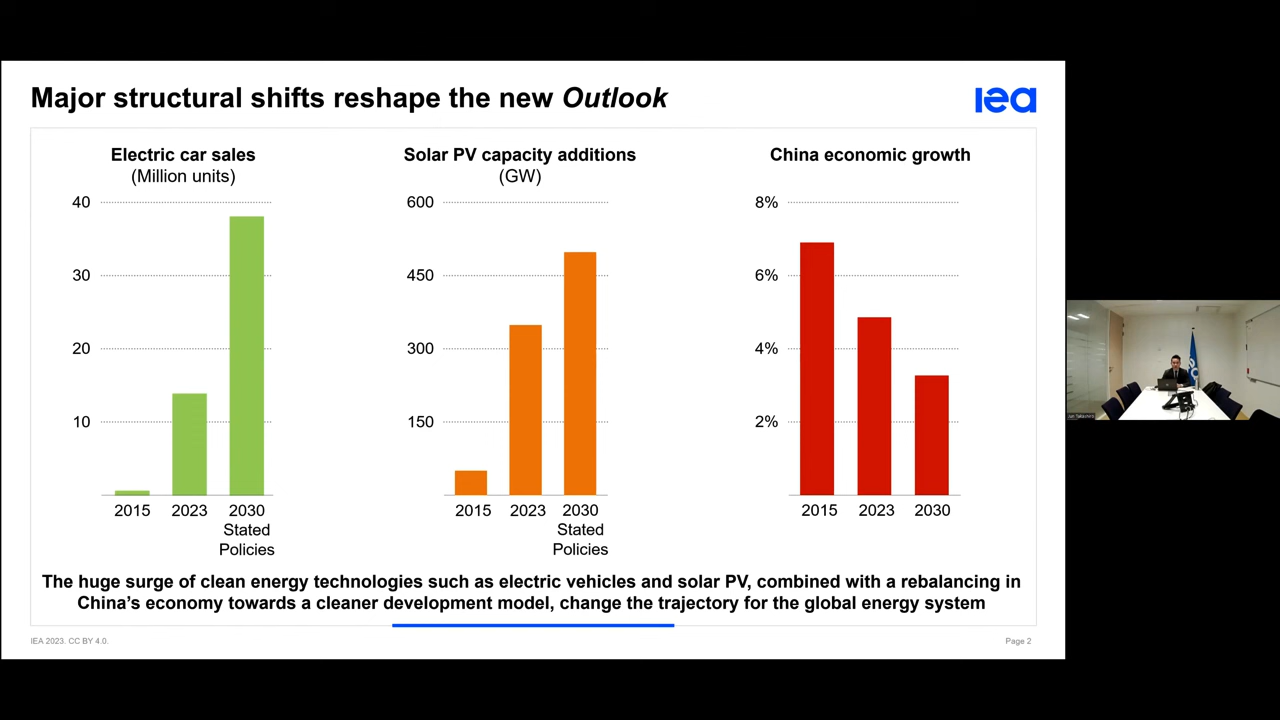 Major structural shifts reshape the new Outlook
iea
Electric car sales
(Million units)
40
30
20
10
2015
2023
2030
Stated
Policies
Solar PV capacity additions
(GW)
600
450
300
150
2015
2023
2030
Stated
Policies
China economic growth
8%
6%
4%
2%
2015
2023
2030
The huge surge of clean energy technologies such as electric vehicles and solar PV, combined with a rebalancing in
China’s economy towards a cleaner development model, change the trajectory for the global energy system
IEA 2023. CC BY 4.0.
Page 2